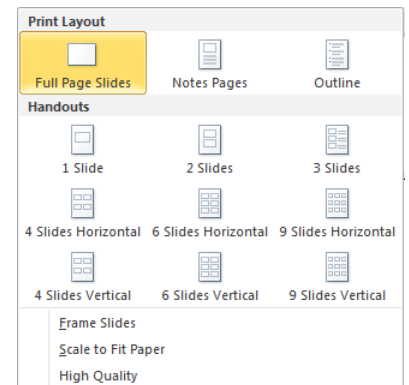 Print Layout
Full Page Slides Notes Pages Outline
Handouts
1 Slide 2 Slides 3 Slides
4 Slides Horizontal 6 Slides Horizontal 9 Slides Horizontal
4 Slides Vertical 6 Slides Vertical 9 Slides Vertical
Frame Slides
Scale to Fit Paper
High Quality